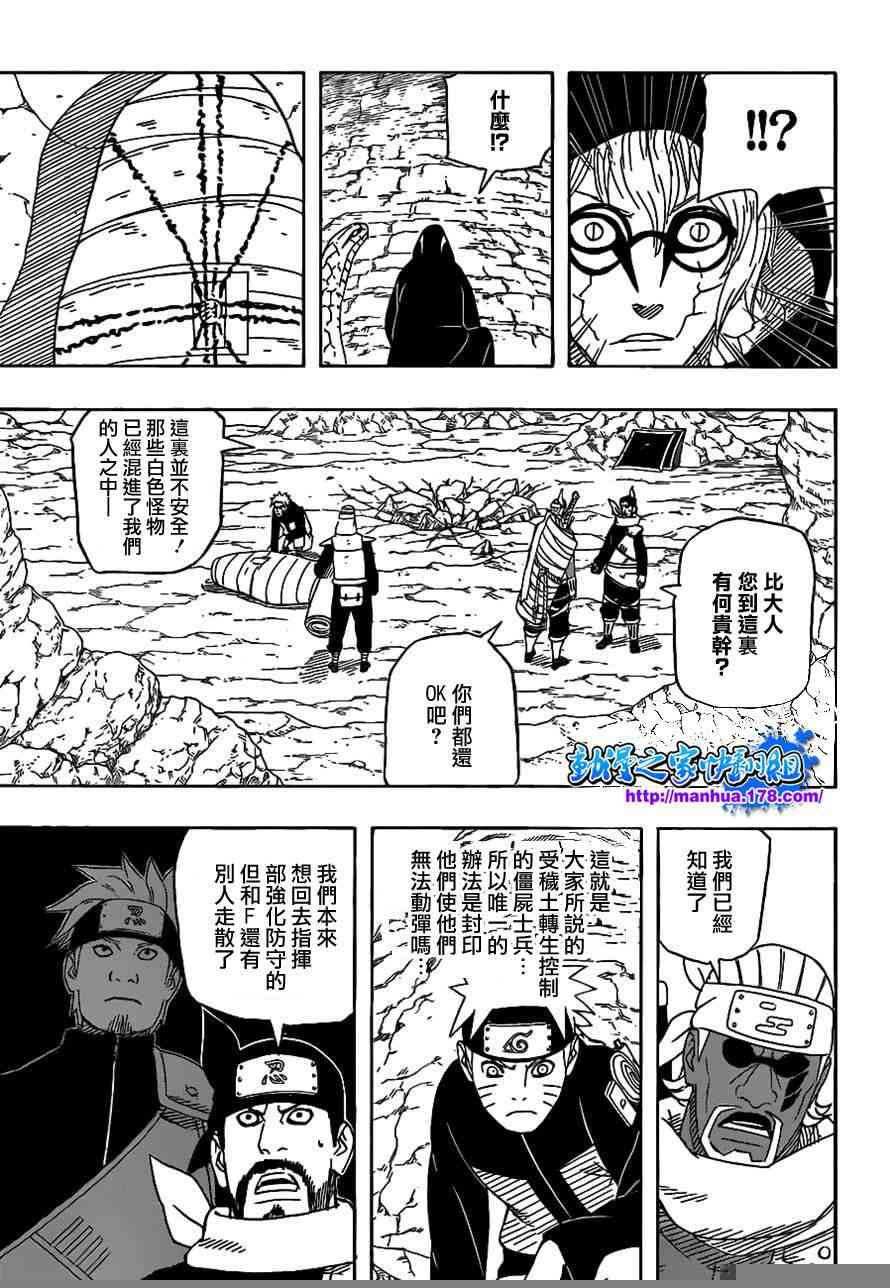 !!?
什麼!?
比大人
您到這裏
有何貴幹?
你們都還
OK吧?
這裏並不安全,
那些白色怪物
已經混進了我們
的人之中—
動漫之家
http://manhua.178.com/
我們已經
知道了
這就是
大家所說的
受穢土轉生控制
的僵屍士兵…
所以唯一的
辦法是封印
他們使他們
無法動彈嗎…
我們本來
想回去指揮
部強化防守的
但和F還有
別人走散了
忍
忍